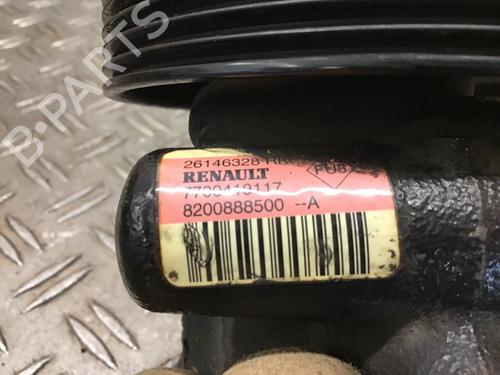 B-PARTS
26146328
RENAULT
7700419117
8200888500 --A